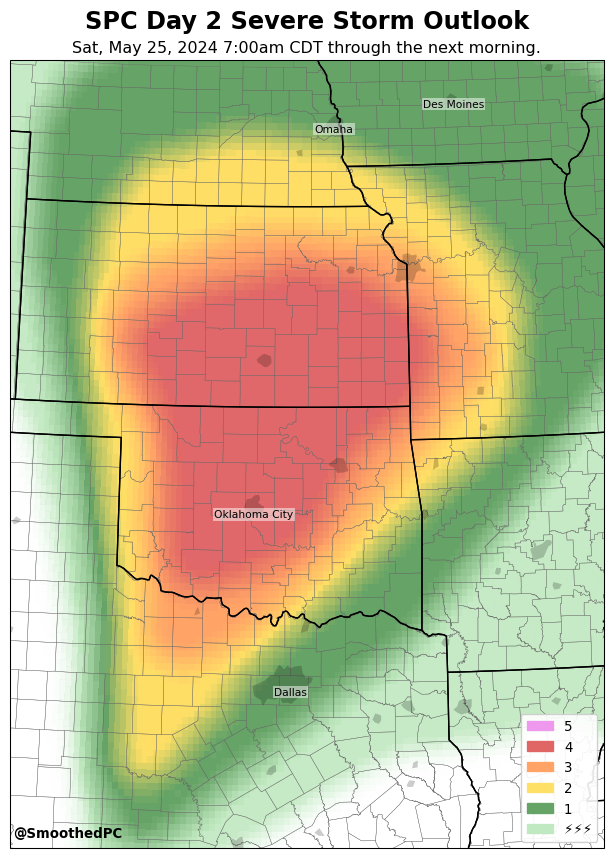 SPC Day 2 Severe Storm Outlook
Sat, May 25, 2024 7:00am CDT through the next morning.
Des Moines
Omaha
Oklahoma City
Dallas
5
4
3
2
1
⚡⚡⚡
@SmoothedPC